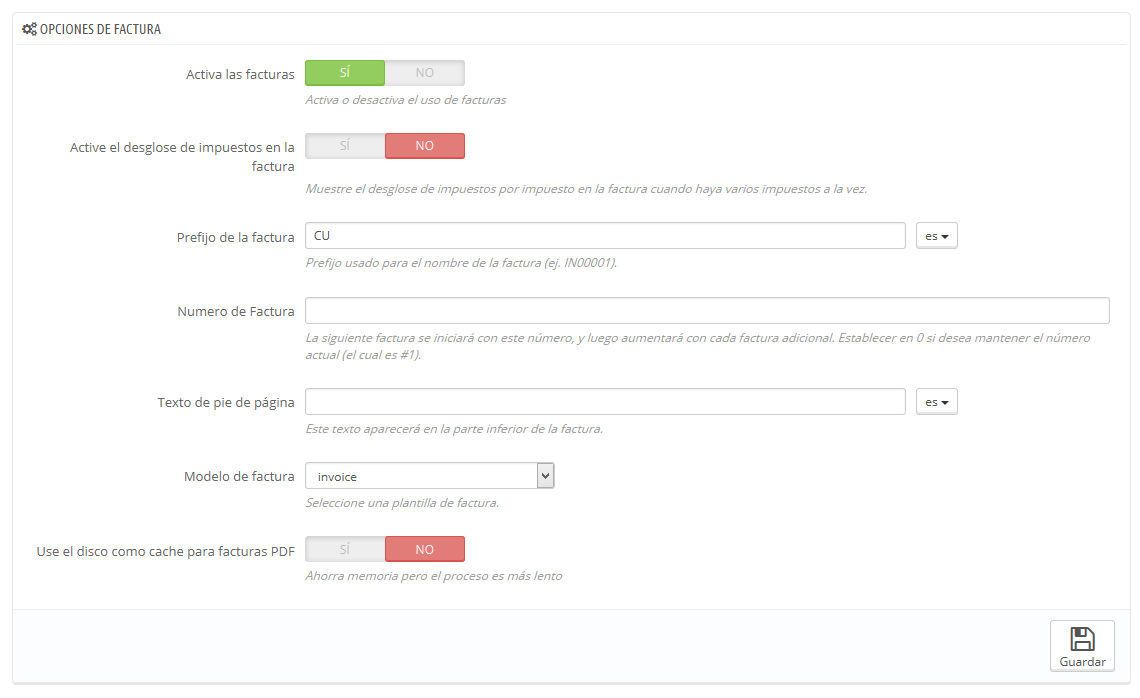 OPCIONES DE FACTURA
Activa las facturas
SÍ NO
Activa o desactiva el uso de facturas
Active el desglose de impuestos en la
factura
SÍ NO
Muestre el desglose de impuestos por impuesto en la factura cuando haya varios impuestos a la vez.
Prefijo de la factura
CU
es
Prefijo usado para el nombre de la factura (ej. IN00001).
Numero de Factura
La siguiente factura se iniciará con este número, y luego aumentará con cada factura adicional. Establecer en 0 si desea mantener el número
actual (el cual es #1).
Texto de pie de página
es
Este texto aparecerá en la parte inferior de la factura.
Modelo de factura
invoice
Seleccione una plantilla de factura.
Use el disco como cache para facturas PDF
SÍ NO
Ahorra memoria pero el proceso es más lento
Guardar